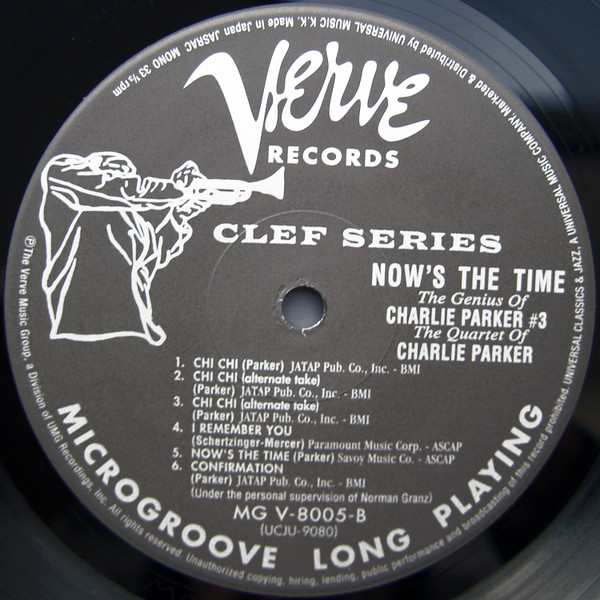 MONO 33 ⅓ rpm
Made in Japan JASRAC
Marketed & Distributed by UNIVERSAL MUSIC K.K.
UNIVERSAL CLASSICS & JAZZ, A UNIVERSAL MUSIC COMPANY.
Verve
RECORDS
CLEF SERIES
NOW'S THE TIME
The Genius Of
CHARLIE PARKER #3
The Quartet Of
CHARLIE PARKER
1. CHI CHI (Parker) JATAP Pub. Co., Inc. - BMI
2. CHI CHI (alternate take)
(Parker) JATAP Pub. Co., Inc. - BMI
3. CHI CHI (alternate take)
(Parker) JATAP Pub. Co., Inc. - BMI
4. I REMEMBER YOU
(Schertzinger-Mercer) Paramount Music Corp. - ASCAP
5. NOW'S THE TIME (Parker) Savoy Music Co. - ASCAP
6. CONFIRMATION
(Parker) JATAP Pub. Co., Inc. - BMI
(Under the personal supervision of Norman Granz)
MG V-8005-B
(UCJU-9080)
MICROGROOVE LONG PLAYING
℗The Verve Music Group, a Division of UMG Recordings, Inc. All rights reserved. Unauthorized copying, hiring, lending, public performance and broadcasting of this record prohibited.